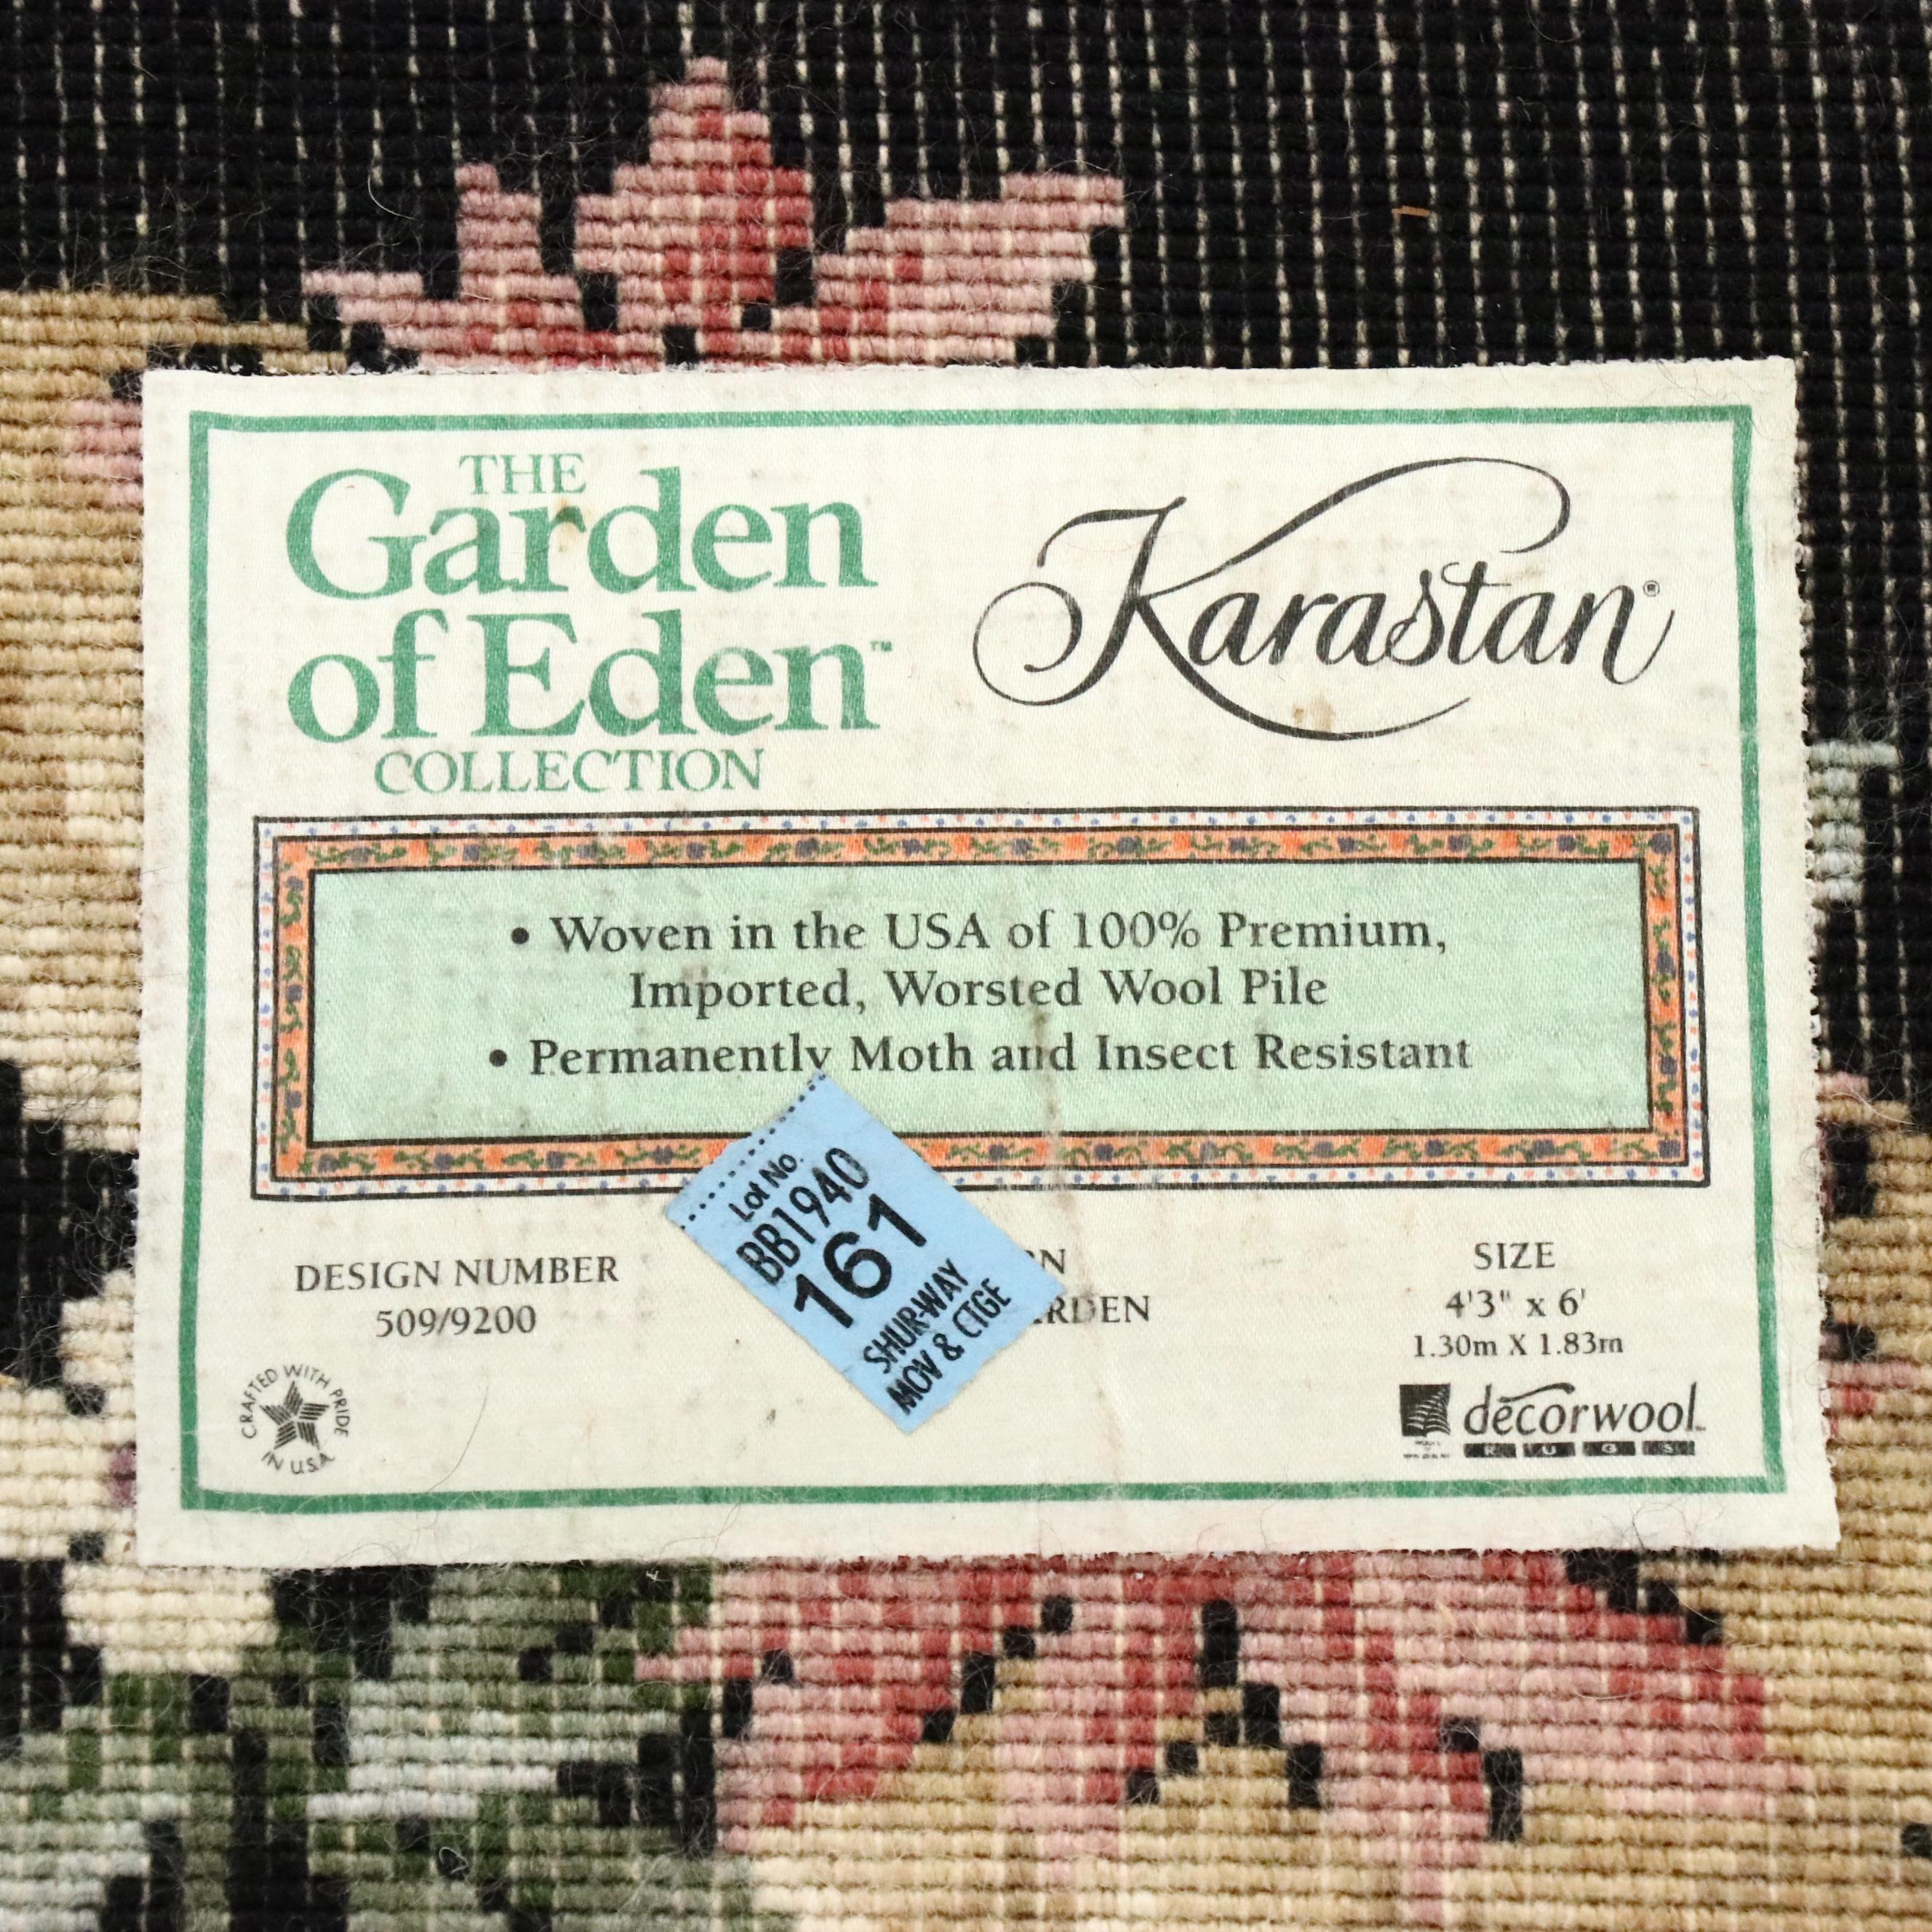 THE
Garden
of Eden™
COLLECTION
Karastan®
• Woven in the USA of 100% Premium,
Imported, Worsted Wool Pile
• Permanently Moth and Insect Resistant
DESIGN NUMBER
509/9200
Lot No.
BB1940
161
SHUR-WAY
MOV & CTGE
SIZE
4'3" x 6'
1.30m X 1.83m
CRAFTED WITH PRIDE
IN U.S.A.
decorwool™
RUGS